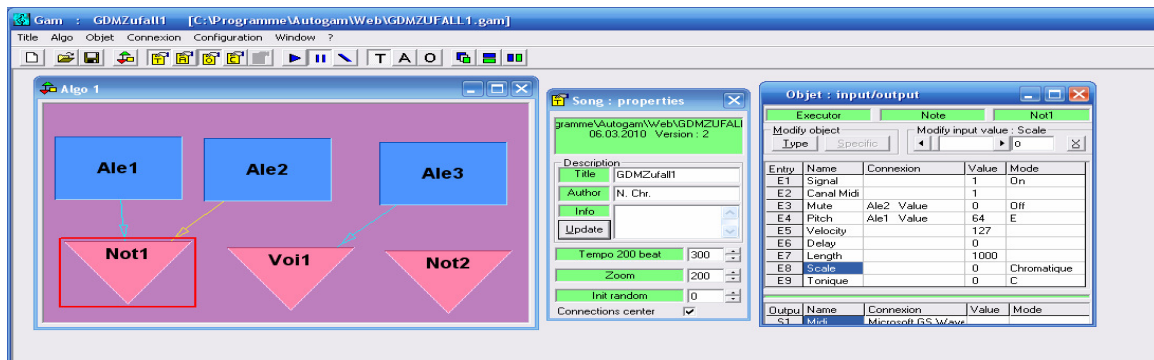 Gam : GDMZufall1 [C:\Programme\Autogam\Web\GDMZUFALL1.gam]
Title Algo Objet Connexion Configuration Window ?
T A O C T A O
Algo 1
Ale1 Ale2 Ale3
Not1 Voi1 Not2
Song : properties
gramme\Autogam\Web\GDMZUFALL
06.03.2010 Version : 2
Description
Title GDMZufall1
Author N. Chr.
Info
Update
Tempo 200 beat 300
Zoom 200
Init random 0
Connections center
Objet : input/output
Executor Note Not1
Modify object Modify input value : Scale
Type Specific 0
Entry Name Connexion Value Mode
E1 Signal 1 On
E2 Canal Midi 1
E3 Mute Ale2 Value 0 Off
E4 Pitch Ale1 Value 64 E
E5 Velocity 127
E6 Delay 0
E7 Length 1000
E8 Scale 0 Chromatique
E9 Tonique 0 C
Outpu Name Connexion Value Mode
S1 Midi Microsoft GS Wave